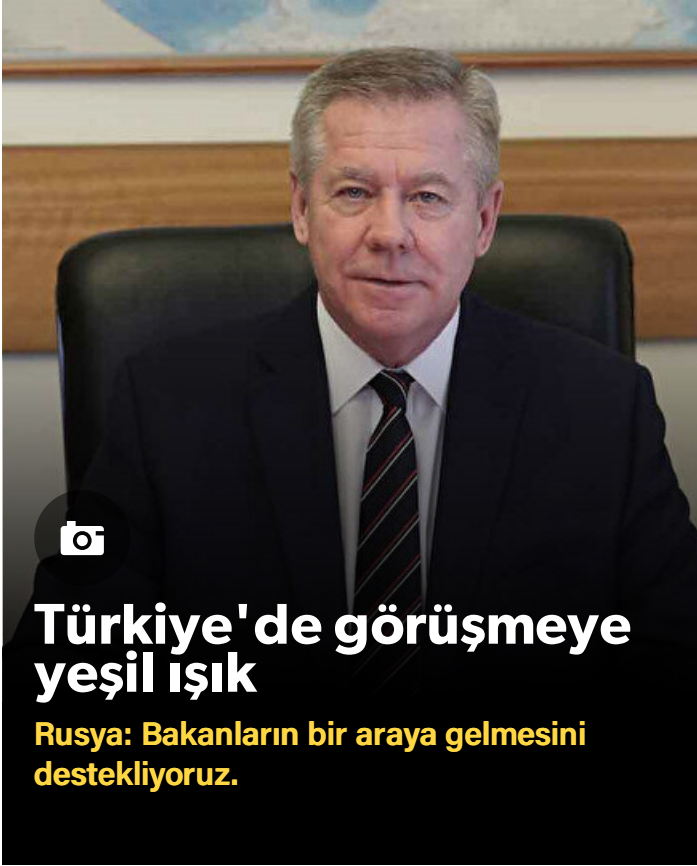 Türkiye'de görüşmeye
yeşil ışık
Rusya: Bakanların bir araya gelmesini
destekliyoruz.